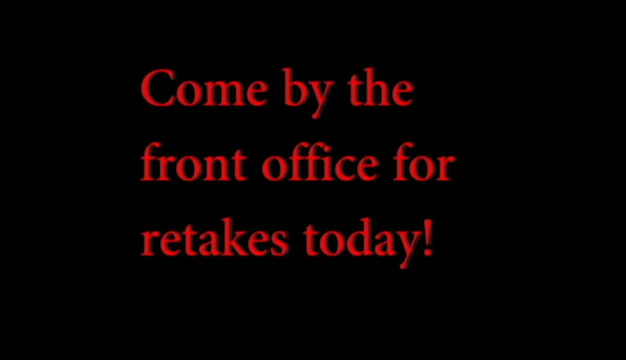 Come by the
front office for
retakes today!